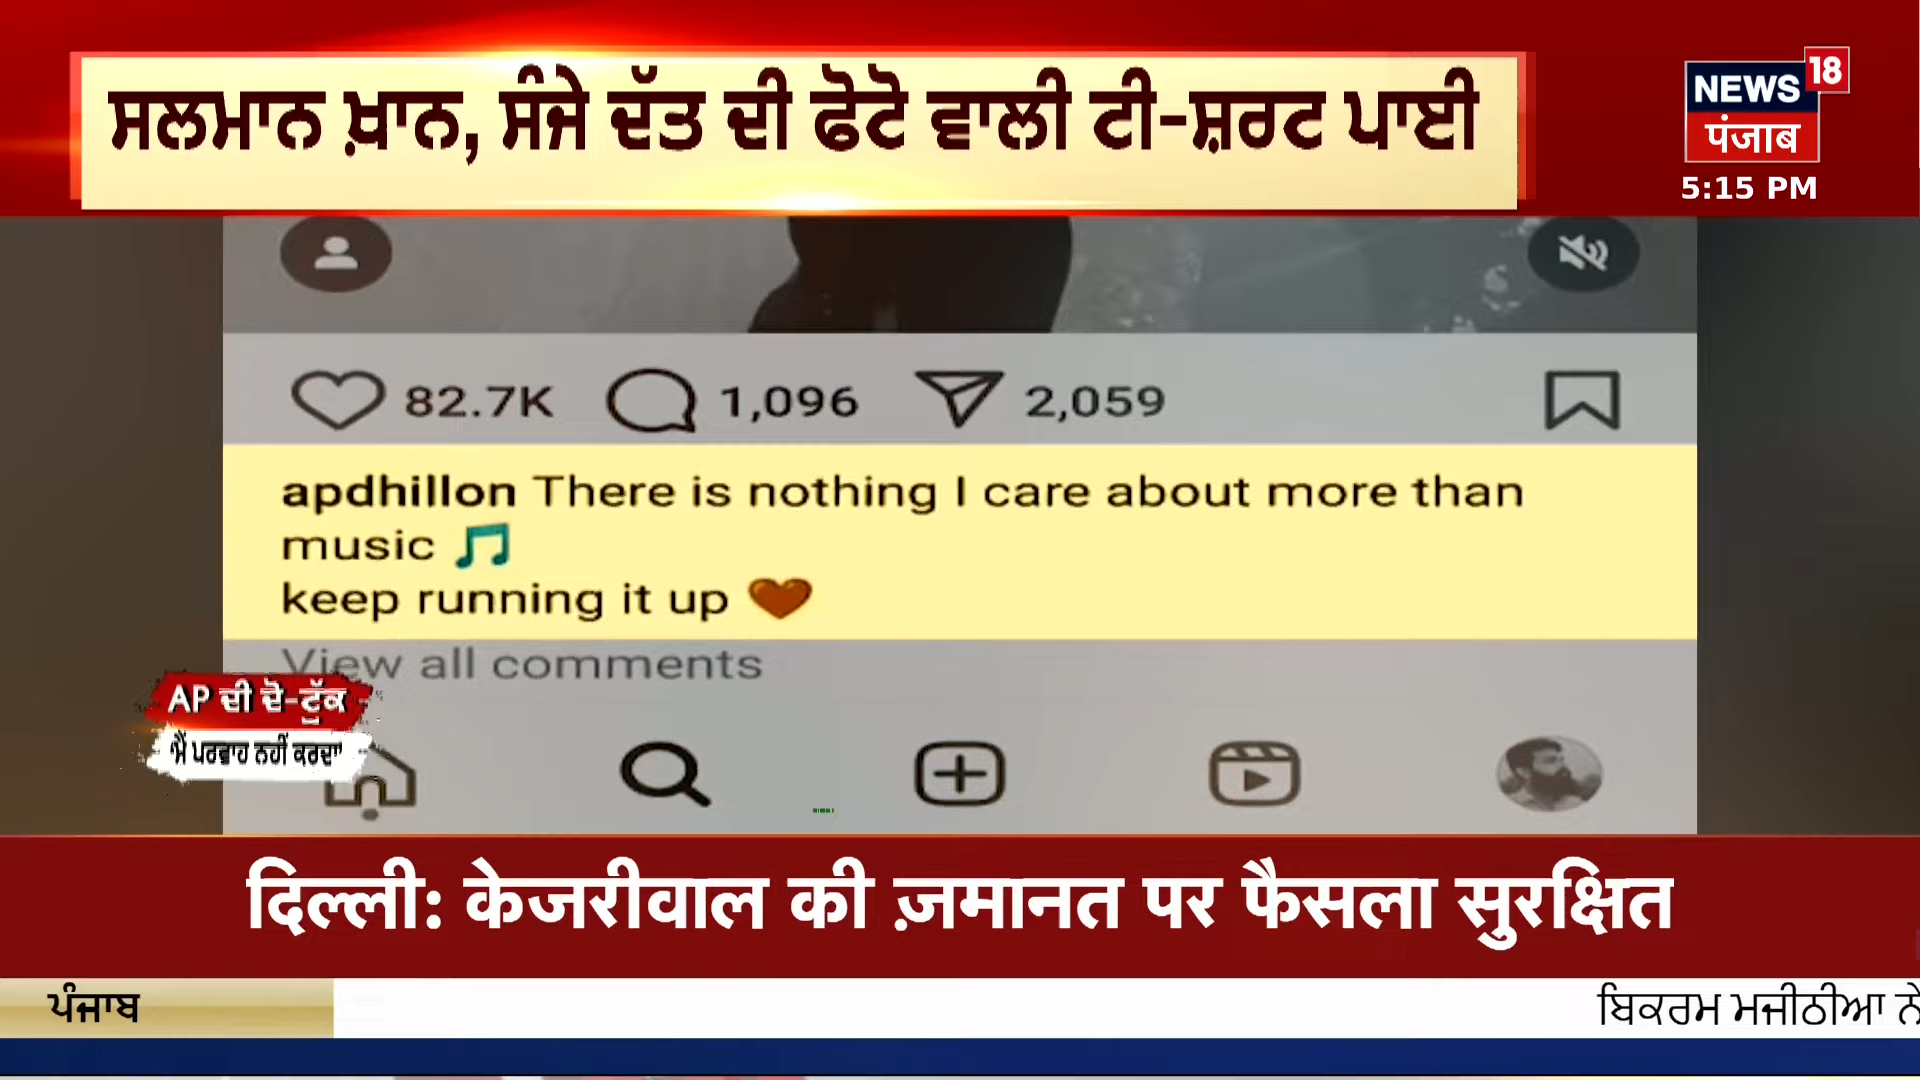 ਸਲਮਾਨ ਖ਼ਾਨ, ਸੰਜੇ ਦੱਤ ਦੀ ਫੋਟੋ ਵਾਲੀ ਟੀ-ਸ਼ਰਟ ਪਾਈ
NEWS 18
पंजाब
5:15 PM
82.7K 1,096 2,059
apdhillon There is nothing I care about more than
music 🎵
keep running it up 🧡
View all comments
AP ਦੀ ਦੋ-ਟੁੱਕ
'ਮੈਂ ਪਰਵਾਹ ਨਹੀਂ ਕਰਦਾ'
दिल्ली: केजरीवाल की ज़मानत पर फैसला सुरक्षित
ਪੰਜਾਬ
ਬਿਕਰਮ ਮਜੀਠੀਆ ਨੇ